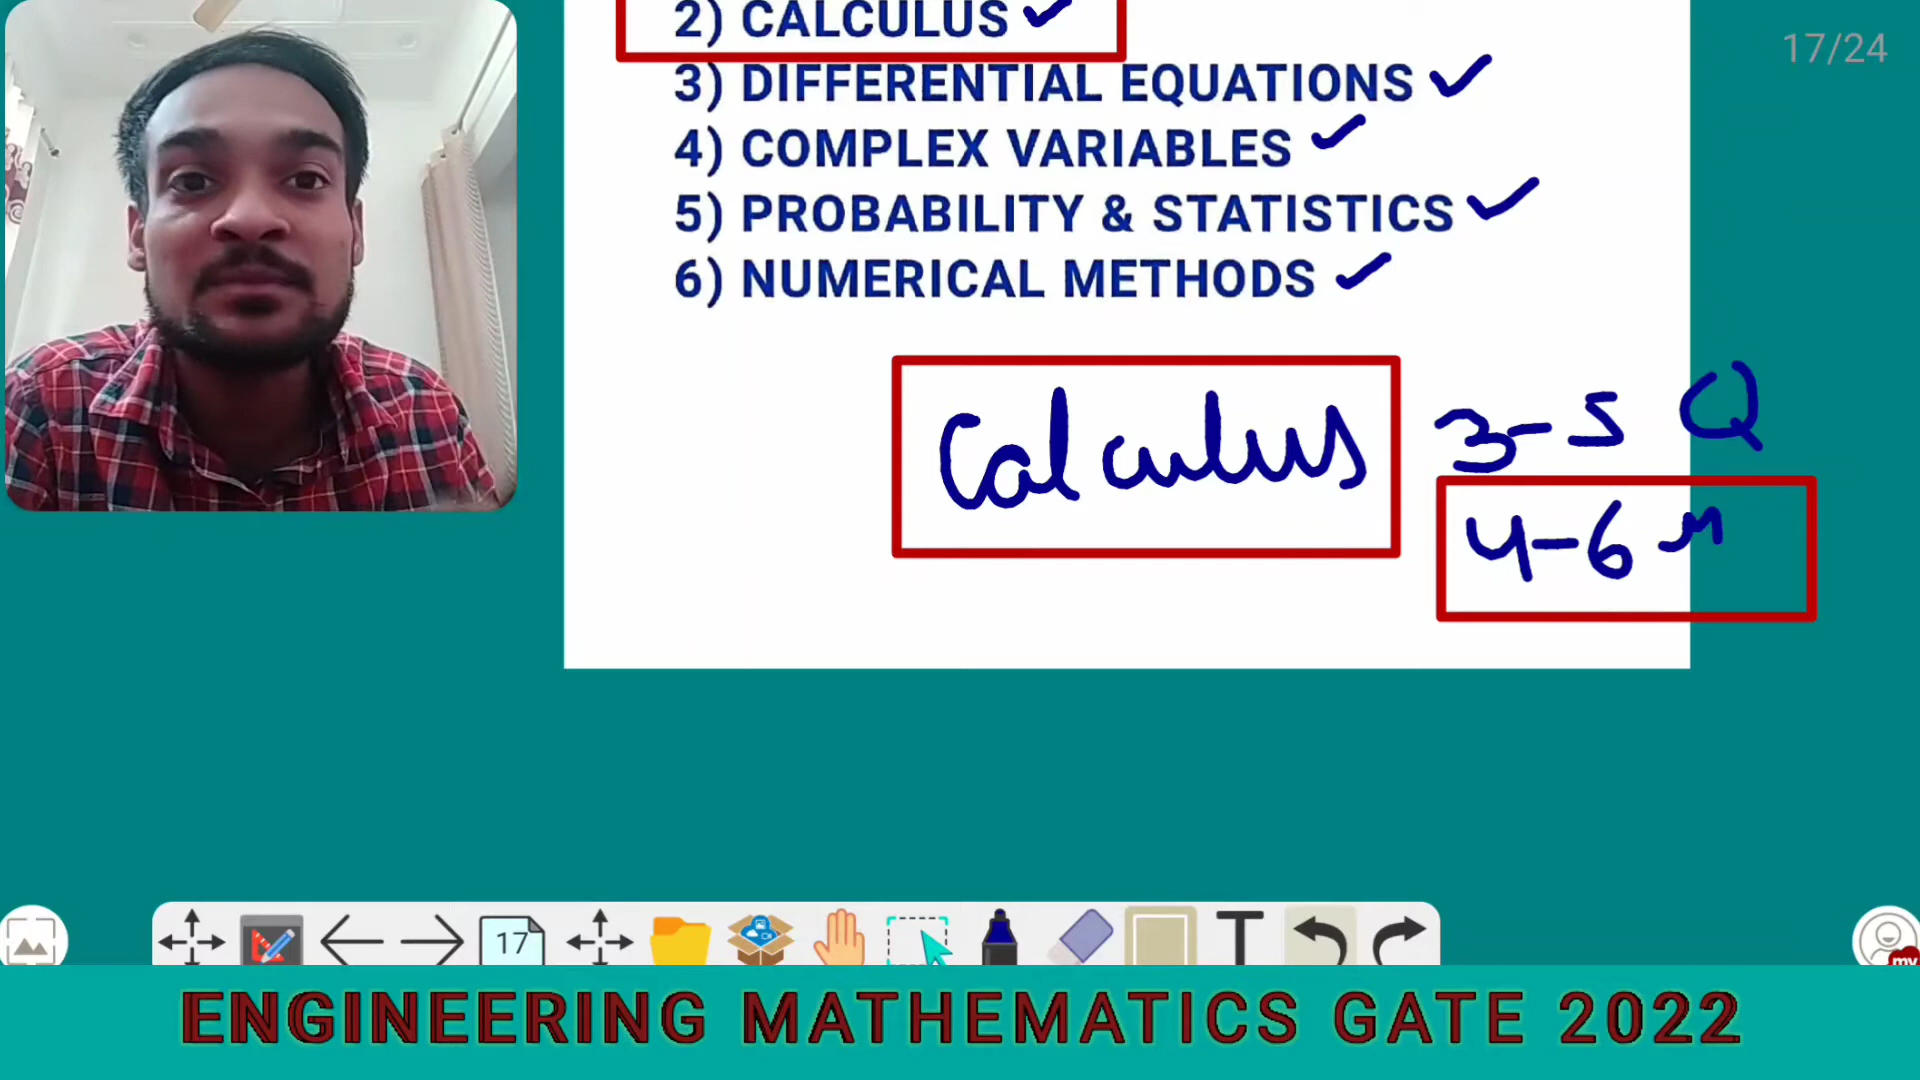 17/24
2) CALCULUS
3) DIFFERENTIAL EQUATIONS
4) COMPLEX VARIABLES
5) PROBABILITY & STATISTICS
6) NUMERICAL METHODS
Calculus 3-5 Q
4-6 M
17
my
ENGINEERING MATHEMATICS GATE 2022